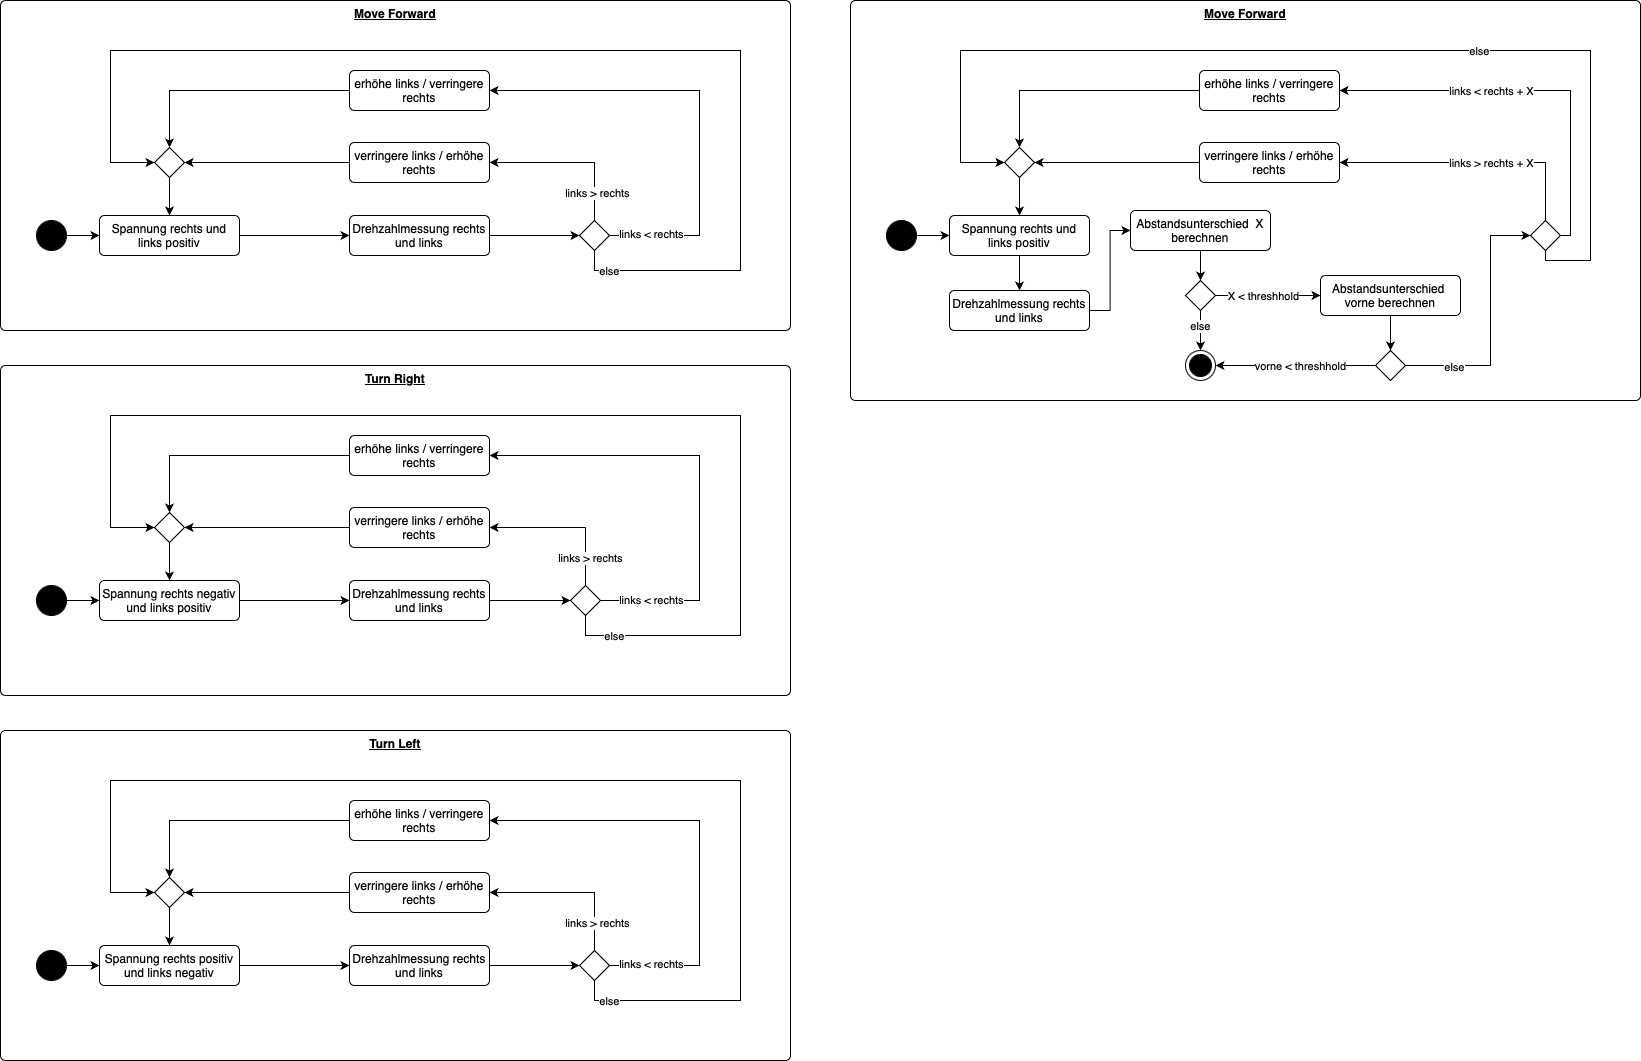 Move Forward
erhöhe links / verringere
rechts
verringere links / erhöhe
rechts
links > rechts
Spannung rechts und
links positiv
Drehzahlmessung rechts
und links
links < rechts
else
Turn Right
erhöhe links / verringere
rechts
verringere links / erhöhe
rechts
links > rechts
Spannung rechts negativ
und links positiv
Drehzahlmessung rechts
und links
links < rechts
else
Turn Left
erhöhe links / verringere
rechts
verringere links / erhöhe
rechts
links > rechts
Spannung rechts positiv
und links negativ
Drehzahlmessung rechts
und links
links < rechts
else
Move Forward
else
erhöhe links / verringere
rechts
links < rechts + X
verringere links / erhöhe
rechts
links > rechts + X
Spannung rechts und
links positiv
Abstandsunterschied X
berechnen
Drehzahlmessung rechts
und links
X < threshhold
Abstandsunterschied
vorne berechnen
else
vorne < threshhold
else